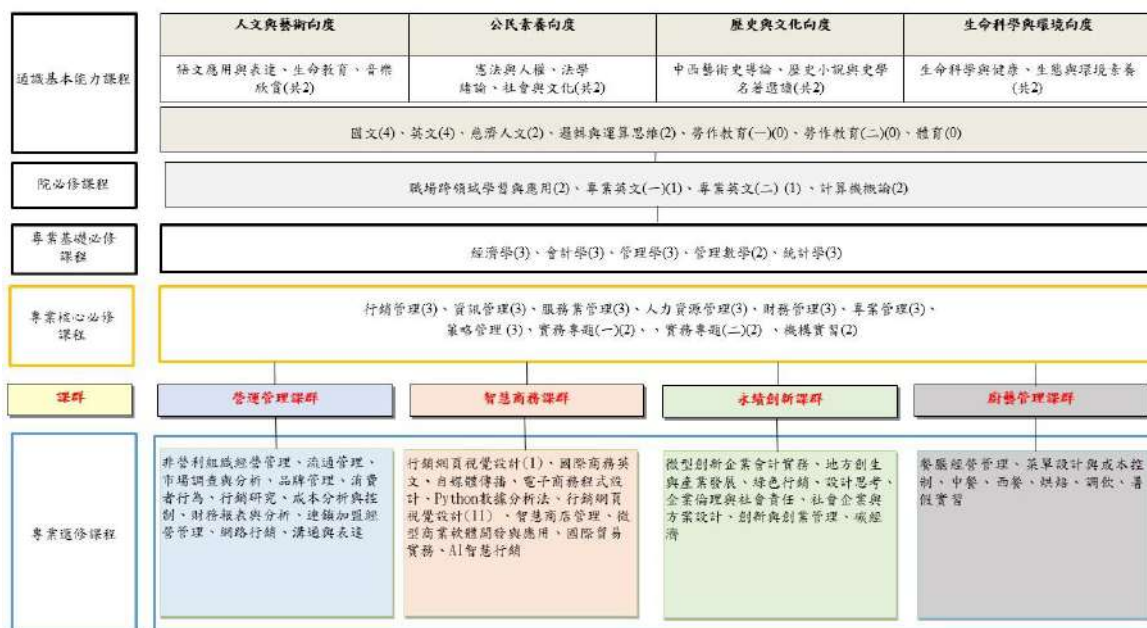 通識基本能力課程
人文與藝術向度
公民素養向度
歷史與文化向度
生命科學與環境向度
語文應用與表達、生命教育、音樂
欣賞(共2)
憲法與人權、法學
緒論、社會與文化(共2)
中西藝術史導論、歷史小說與史學
名著選讀(共2)
生命科學與健康、生態與環境素養
(共2)
國文(4)、英文(4)、慈濟人文(2)、邏輯與運算思維(2)、勞作教育(一)(0)、勞作教育(二)(0)、體育(0)
院必修課程
職場跨領域學習與應用(2)、專業英文(一)(1)、專業英文(二) (1)、計算機概論(2)
專業基礎必修
課程
經濟學(3)、會計學(3)、管理學(3)、管理數學(2)、統計學(3)
專業核心必修
課程
行銷管理(3)、資訊管理(3)、服務業管理(3)、人力資源管理(3)、財務管理(3)、專案管理(3)、
策略管理(3)、實務專題(一)(2)、、實務專題(二)(2) 、機構實習(2)
課群
營運管理課群
智慧商務課群
永續創新課群
廚藝管理課群
專業選修課程
非營利組織經營管理、流通管理、
市場調查與分析、品牌管理、消費
者行為、行銷研究、成本分析與控
制、財務報表與分析、連鎖加盟經
營管理、網路行銷、溝通與表達
行銷網頁視覺設計(I)、國際商務英
文、自媒體傳播、電子商務程式設
計、Python數據分析法、行銷網頁
視覺設計(II) 、智慧商店管理、微
型商業軟體開發與應用、國際貿易
實務、AI智慧行銷
微型創新企業會計實務、地方創生
與產業發展、綠色行銷、設計思考、
企業倫理與社會責任、社會企業與
方案設計、創新與創業管理、碳經
濟
餐廳經營管理、菜單設計與成本控
制、中餐、西餐、烘焙、調飲、暑
假實習